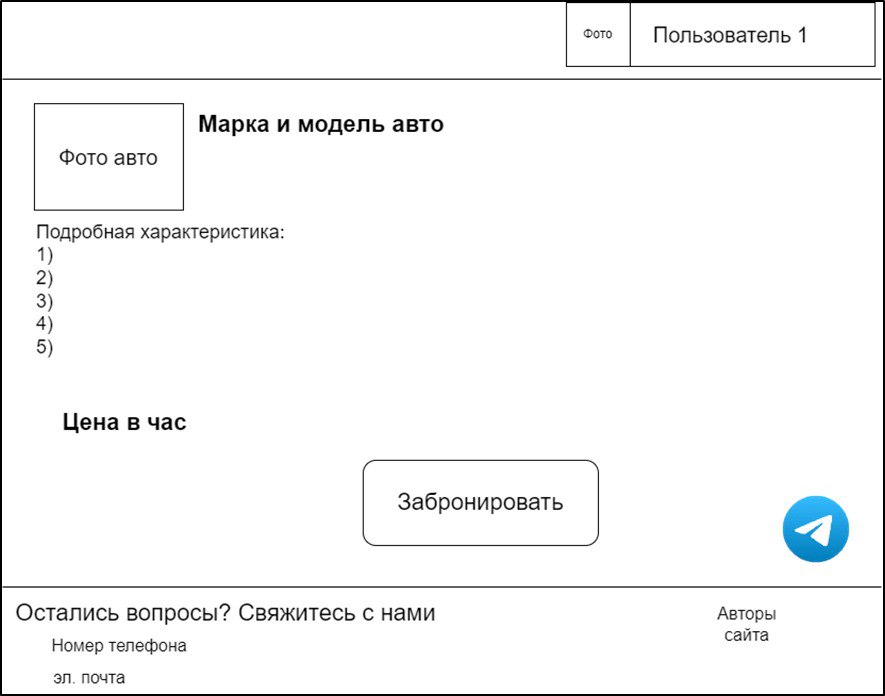 Фото
Пользователь 1
Фото авто
Марка и модель авто
Подробная характеристика:
1)
2)
3)
4)
5)
Цена в час
Забронировать
Остались вопросы? Свяжитесь с нами
Номер телефона
эл. почта
Авторы
сайта